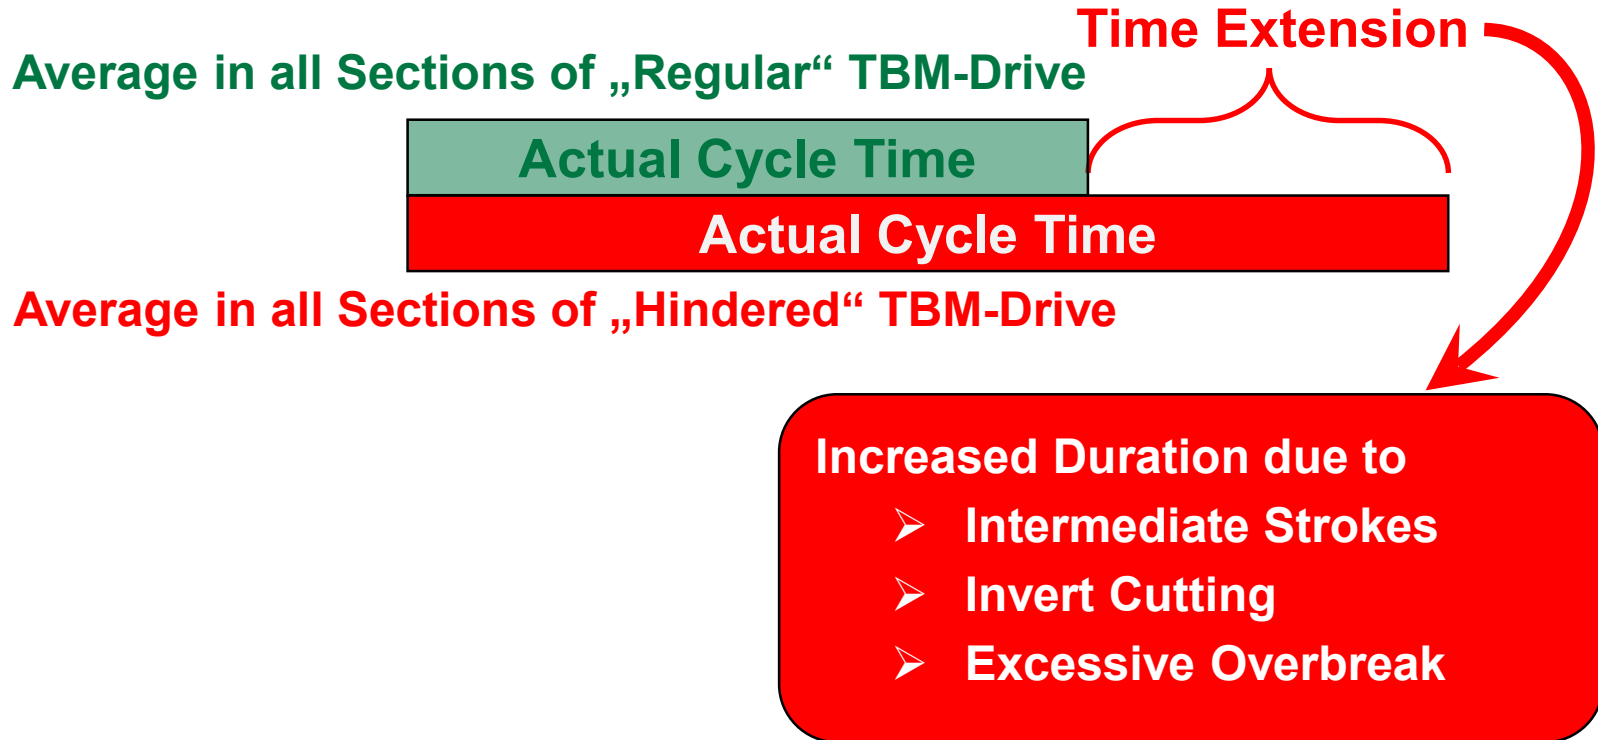 Time Extension
Average in all Sections of „Regular“ TBM-Drive
Actual Cycle Time
Actual Cycle Time
Average in all Sections of „Hindered“ TBM-Drive
Increased Duration due to
➢ Intermediate Strokes
➢ Invert Cutting
➢ Excessive Overbreak